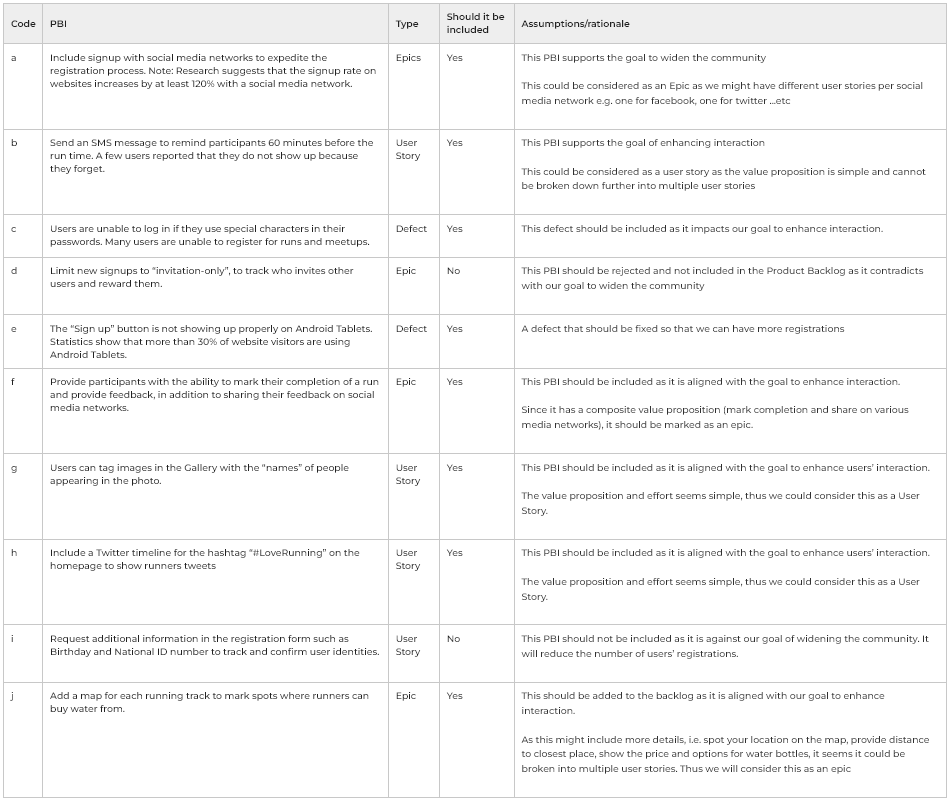 Code PBI Type Should it be included Assumptions/rationale
a Include signup with social media networks to expedite the Epics Yes This PBI supports the goal to widen the community
registration process. Note: Research suggests that the signup rate on
websites increases by at least 120% with a social media network.
This could be considered as an Epic as we might have different user stories per social
media network e.g. one for facebook, one for twitter ...etc
b Send an SMS message to remind participants 60 minutes before the User Yes This PBI supports the goal of enhancing interaction
run time. A few users reported that they do not show up because Story
they forget.
This could be considered as a user story as the value proposition is simple and cannot
be broken down further into multiple user stories
c Users are unable to log in if they use special characters in their Defect Yes This defect should be included as it impacts our goal to enhance interaction.
passwords. Many users are unable to register for runs and meetups.
d Limit new signups to “invitation-only”, to track who invites other Epic No This PBI should be rejected and not included in the Product Backlog as it contradicts
users and reward them. with our goal to widen the community
e The “Sign up” button is not showing up properly on Android Tablets. Defect Yes A defect that should be fixed so that we can have more registrations
Statistics show that more than 30% of website visitors are using
Android Tablets.
f Provide participants with the ability to mark their completion of a run Epic Yes This PBI should be included as it is aligned with the goal to enhance interaction.
and provide feedback, in addition to sharing their feedback on social
media networks.
Since it has a composite value proposition (mark completion and share on various
media networks), it should be marked as an epic.
g Users can tag images in the Gallery with the “names” of people User Yes This PBI should be included as it is aligned with the goal to enhance users’ interaction.
appearing in the photo. Story
The value proposition and effort seems simple, thus we could consider this as a User
Story.
h Include a Twitter timeline for the hashtag “#LoveRunning” on the User Yes This PBI should be included as it is aligned with the goal to enhance users’ interaction.
homepage to show runners tweets Story
The value proposition and effort seems simple, thus we could consider this as a User
Story.
i Request additional information in the registration form such as User No This PBI should not be included as it is against our goal of widening the community. It
Birthday and National ID number to track and confirm user identities. Story will reduce the number of users’ registrations.
j Add a map for each running track to mark spots where runners can Epic Yes This should be added to the backlog as it is aligned with our goal to enhance
buy water from. interaction.
As this might include more details, i.e. spot your location on the map, provide distance
to closest place, show the price and options for water bottles, it seems it could be
broken into multiple user stories. Thus we will consider this as an epic